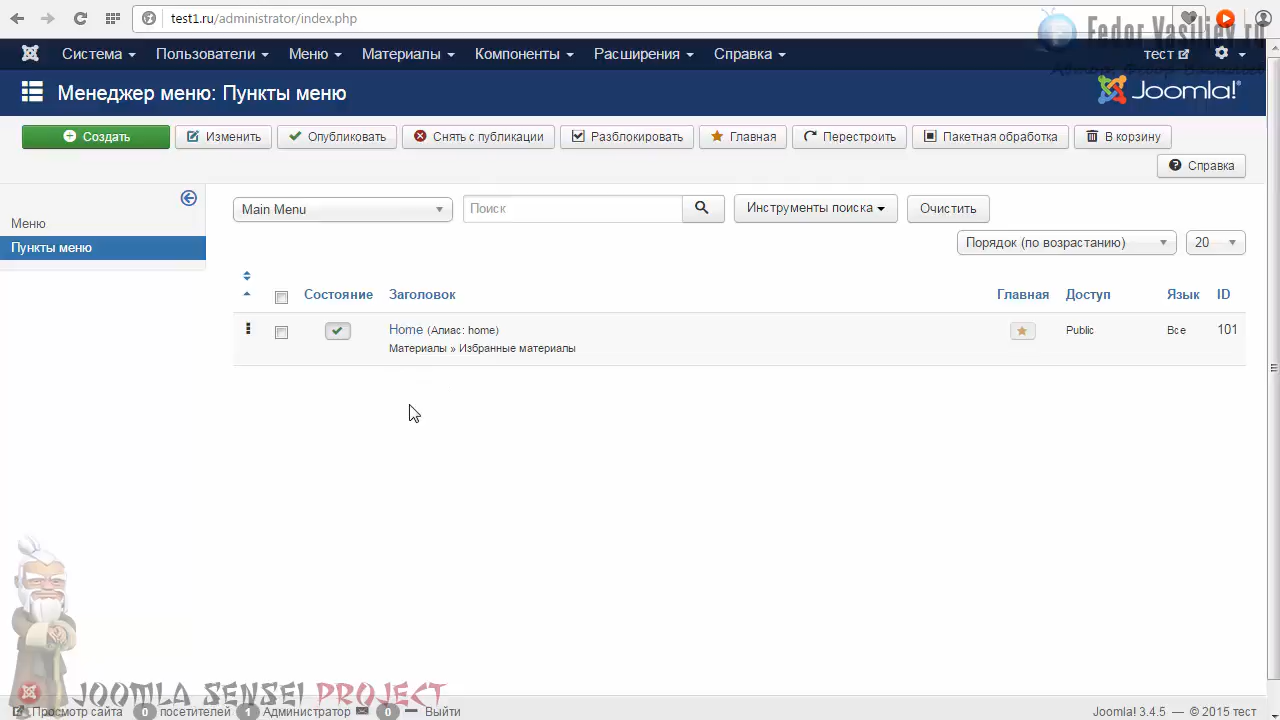 test1.ru/administrator/index.php
Fedor Vasiliev.ru
Система Пользователи Меню Материалы Компоненты Расширения Справка тест
Менеджер меню: Пункты меню
Joomla!
Создать Изменить Опубликовать Снять с публикации Разблокировать Главная Перестроить Пакетная обработка В корзину
Справка
Меню
Пункты меню
Main Menu Поиск Инструменты поиска Очистить
Порядок (по возрастанию) 20
Состояние Заголовок Главная Доступ Язык ID
Home (Алиас: home) Public Все 101
Материалы » Избранные материалы
JOOMLA SENSEI PROJECT
Просмотр сайта 0 посетителей 1 Администратор 0 Выйти
Joomla! 3.4.5 — © 2015 тест